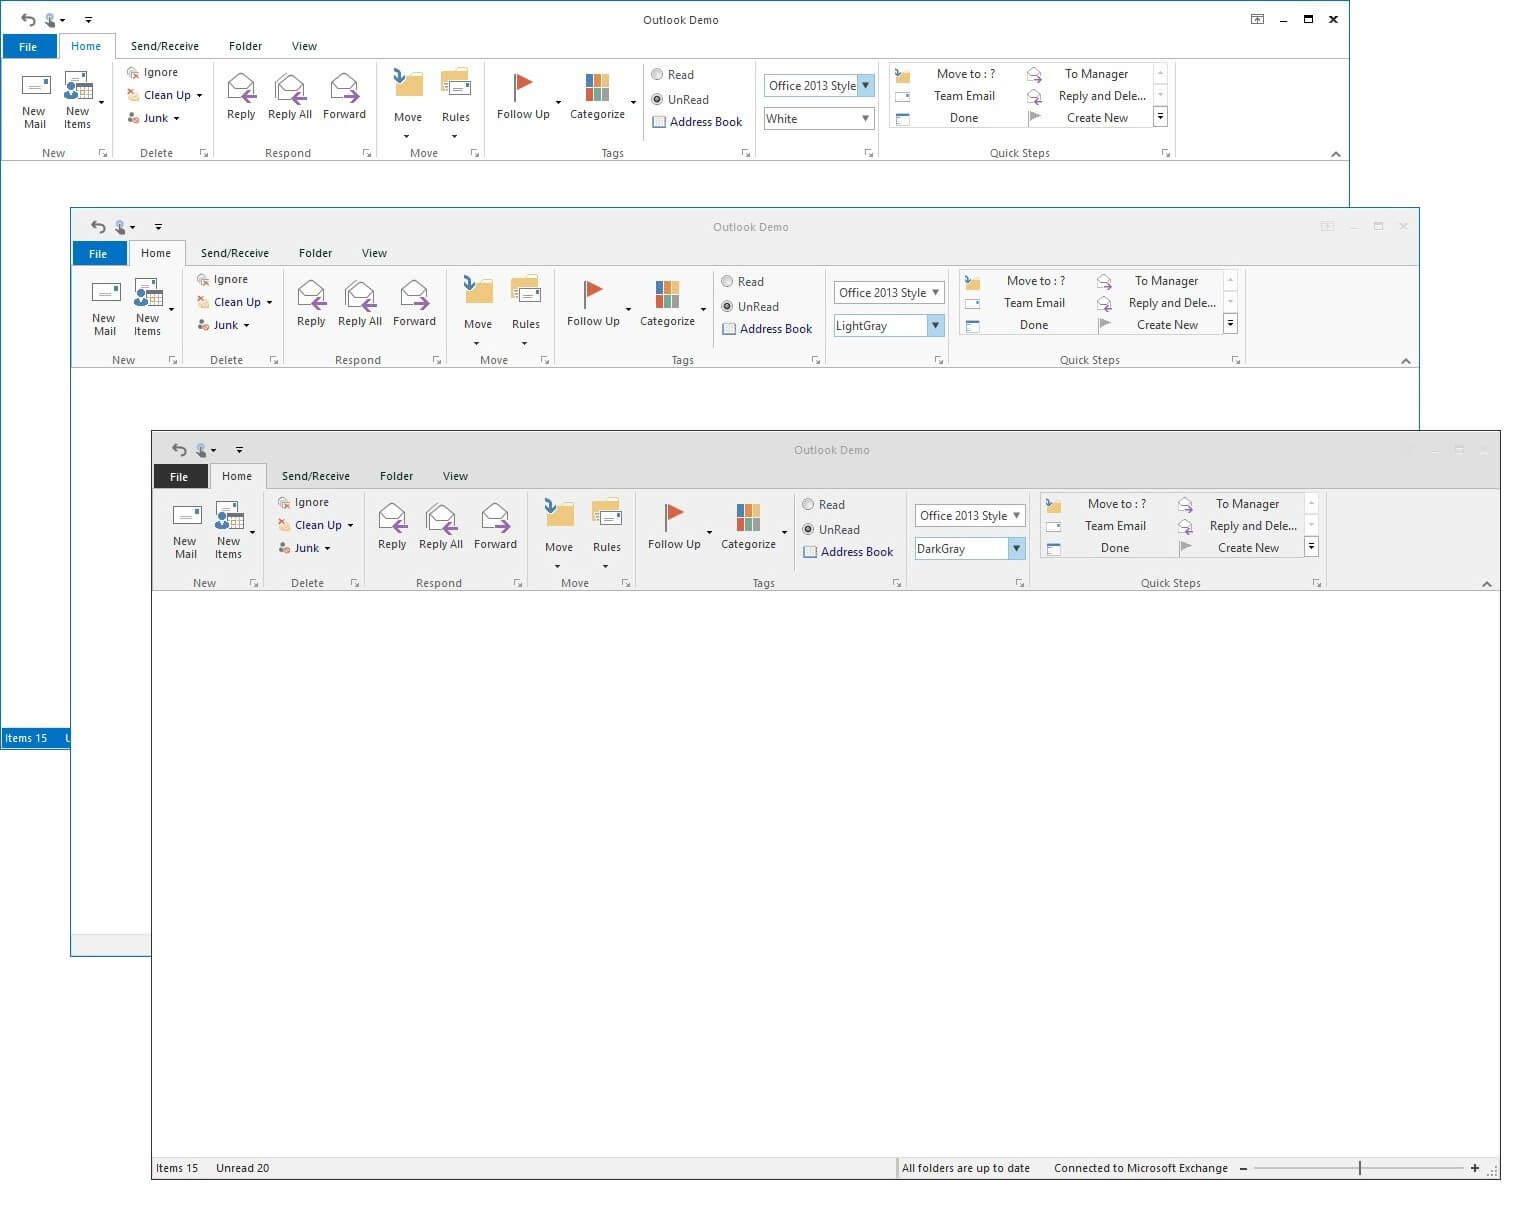 Outlook Demo
File Home Send/Receive Folder View
Ignore Read Move to : ? To Manager
Office 2013 Style
Clean Up UnRead Team Email Reply and Dele...
New Mail New Items Reply Reply All Forward Move Rules Follow Up Categorize
Junk Address Book White Done Create New
New Delete Respond Move Tags Quick Steps
Outlook Demo
File Home Send/Receive Folder View
Ignore Read Move to : ? To Manager
Office 2013 Style
Clean Up UnRead Team Email Reply and Dele...
New Mail New Items Reply Reply All Forward Move Rules Follow Up Categorize
Junk Address Book LightGray Done Create New
New Delete Respond Move Tags Quick Steps
Outlook Demo
File Home Send/Receive Folder View
Ignore Read Move to : ? To Manager
Office 2013 Style
Clean Up UnRead Team Email Reply and Dele...
New Mail New Items Reply Reply All Forward Move Rules Follow Up Categorize
Junk Address Book DarkGray Done Create New
New Delete Respond Move Tags Quick Steps
Items 15
Items 15 Unread 20 All folders are up to date Connected to Microsoft Exchange